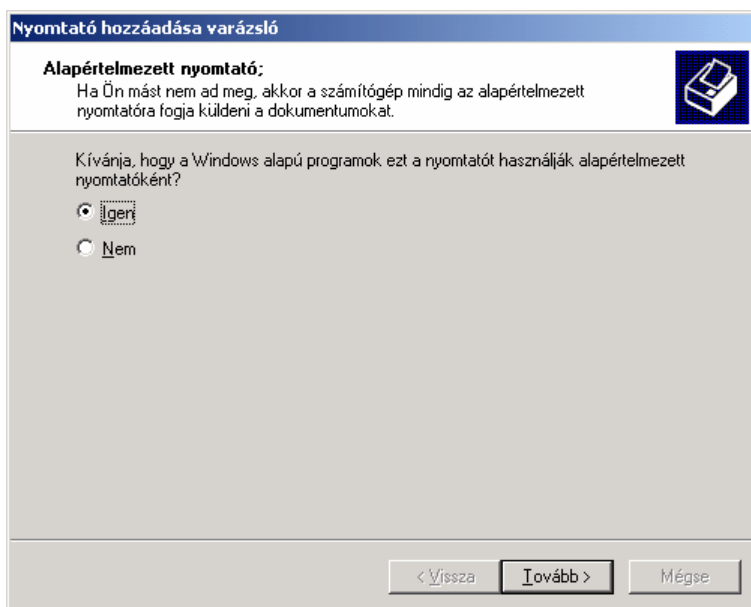 Nyomtató hozzáadása varázsló
Alapértelmezett nyomtató;
Ha Ön mást nem ad meg, akkor a számítógép mindig az alapértelmezett
nyomtatóra fogja küldeni a dokumentumokat.
Kívánja, hogy a Windows alapú programok ezt a nyomtatót használják alapértelmezett
nyomtatóként?
Igen
Nem
< Vissza Tovább > Mégse